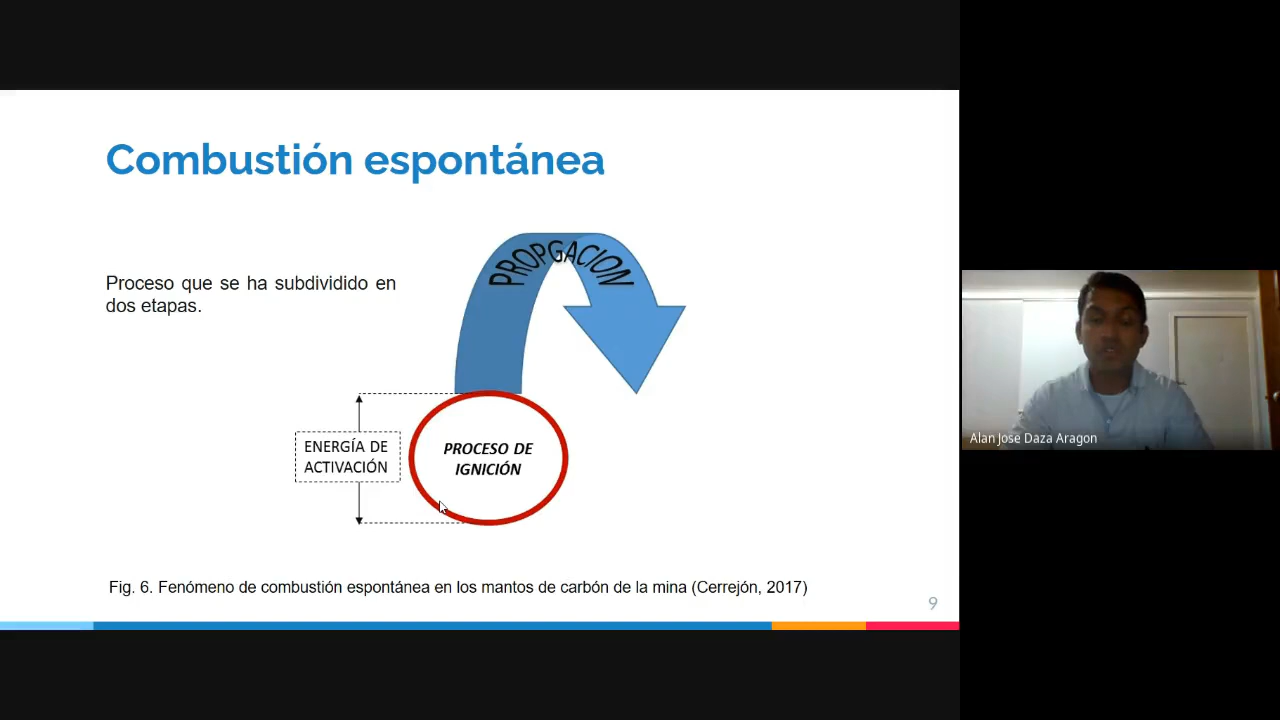 Combustión espontánea
PROPGACION
Proceso que se ha subdividido en
dos etapas.
ENERGÍA DE
ACTIVACIÓN
PROCESO DE
IGNICIÓN
Alan Jose Daza Aragon
Fig. 6. Fenómeno de combustión espontánea en los mantos de carbón de la mina (Cerrejón, 2017)
9